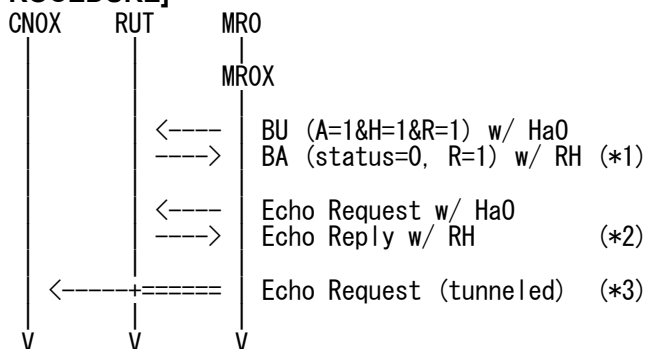 ROCEDURE]
CNOX RUT MRO
| | |
| | MROX
| | |
| | <---- | BU (A=1&H=1&R=1) w/ HaO
| | ----> | BA (status=0, R=1) w/ RH (*1)
| | |
| | <---- | Echo Request w/ HaO
| | ----> | Echo Reply w/ RH (*2)
| | |
| <-----+====== | Echo Request (tunneled) (*3)
| | |
V V V